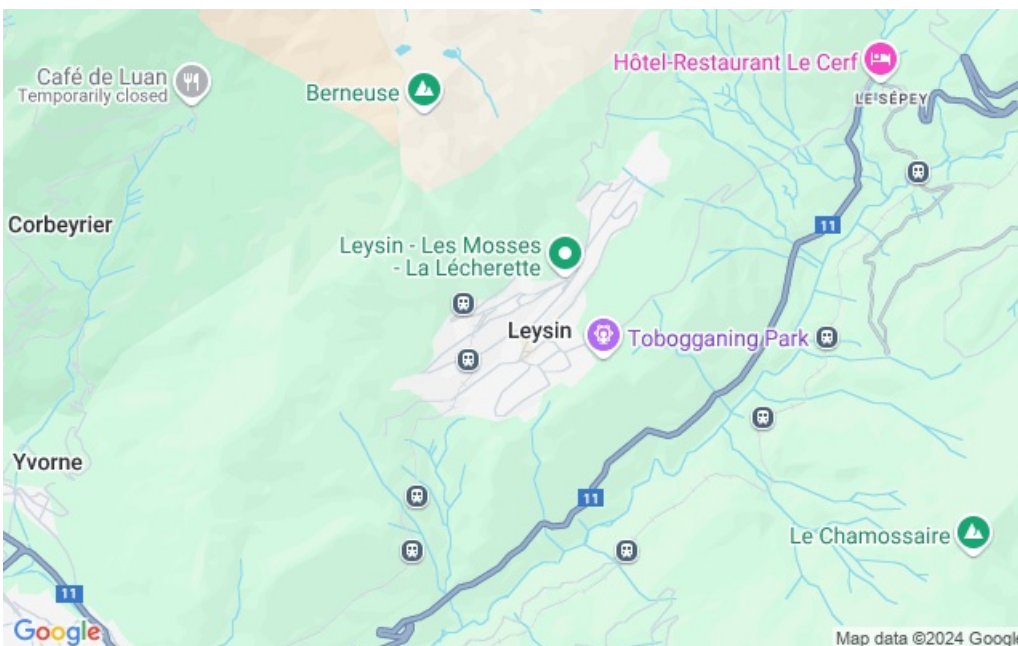 Café de Luan
Temporarily closed
Berneuse
Hôtel-Restaurant Le Cerf
LE SÉPEY
Corbeyrier
11
Leysin - Les Mosses
- La Lécherette
Leysin
Tobogganing Park
Yvorne
11
Le Chamossaire
11
Google
Map data ©2024 Google